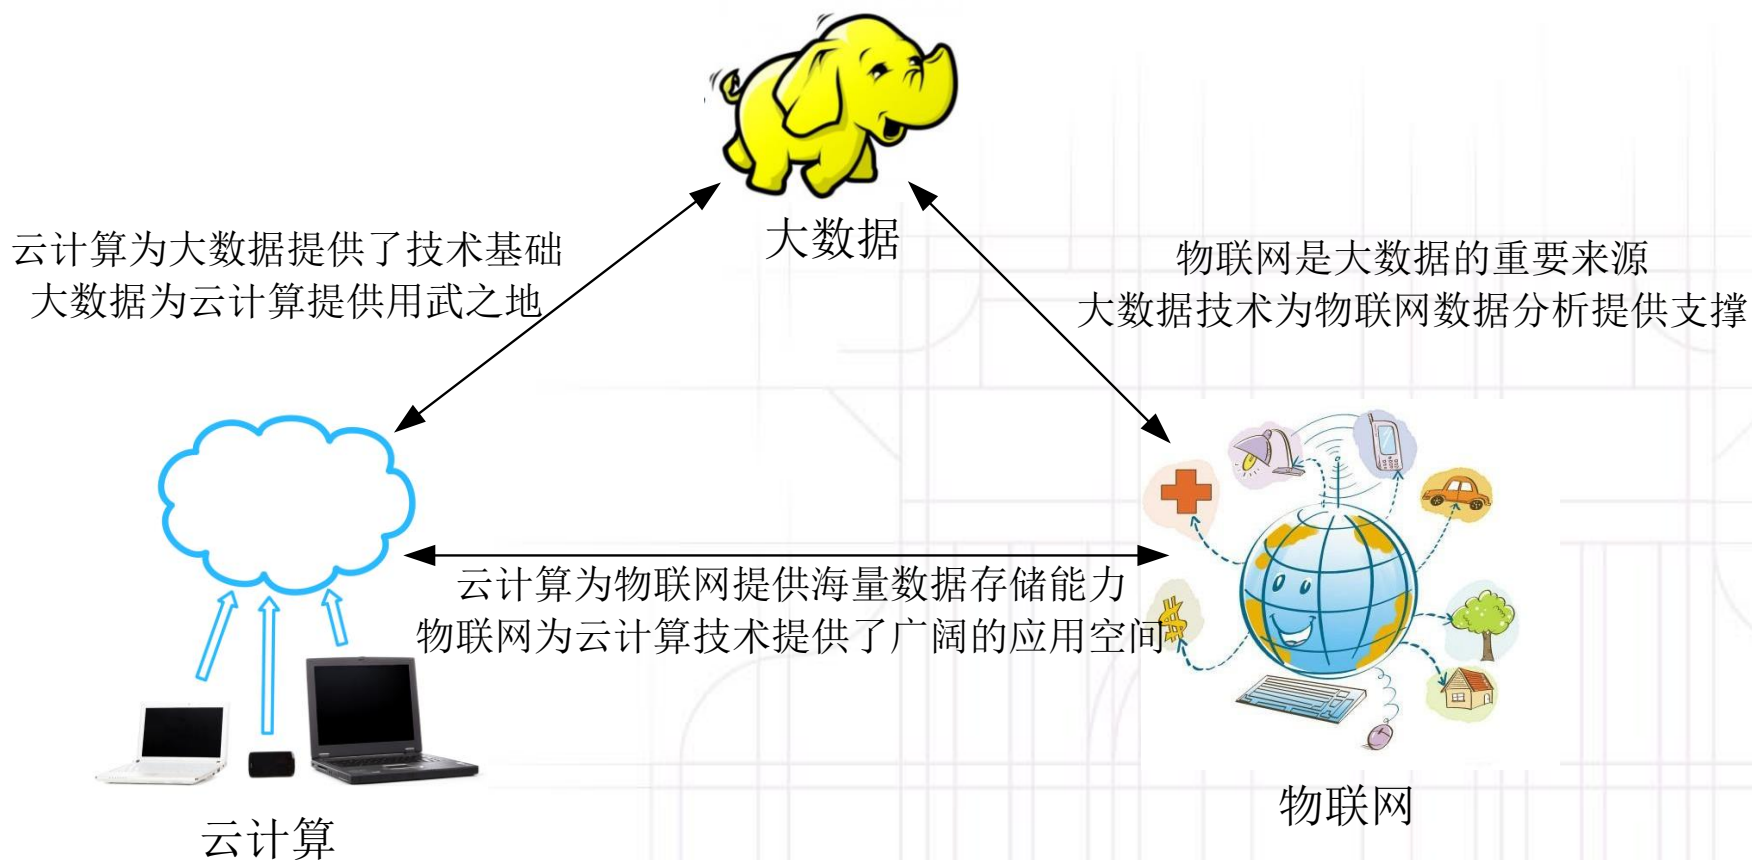 大数据
云计算为大数据提供了技术基础
大数据为云计算提供用武之地
物联网是大数据的重要来源
大数据技术为物联网数据分析提供支撑
云计算为物联网提供海量数据存储能力
物联网为云计算技术提供了广阔的应用空间
云计算
物联网